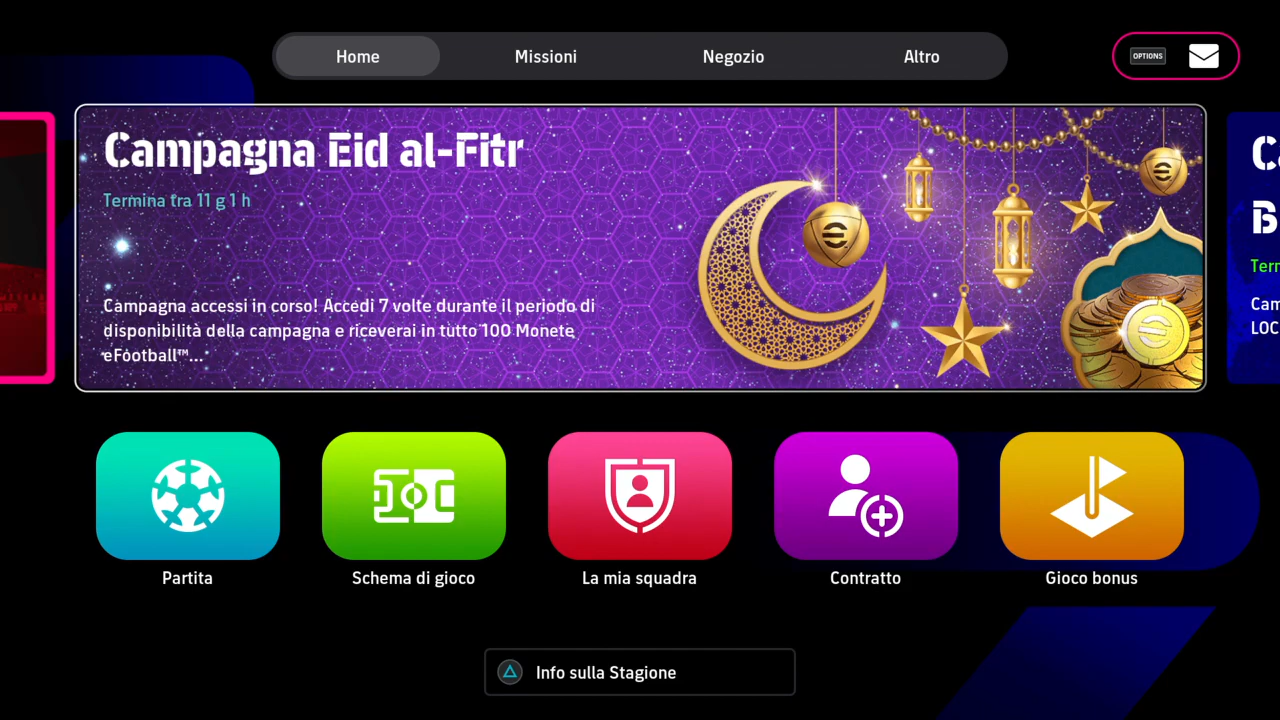 Home
Missioni
Negozio
Altro
OPTIONS
Campagna Eid al-Fitr
Termina fra 11 g 1 h
Campagna accessi in corso! Accedi 7 volte durante il periodo di
disponibilità della campagna e riceverai in tutto 100 Monete
eFootball™...
Partita
Schema di gioco
La mia squadra
Contratto
Gioco bonus
Info sulla Stagione